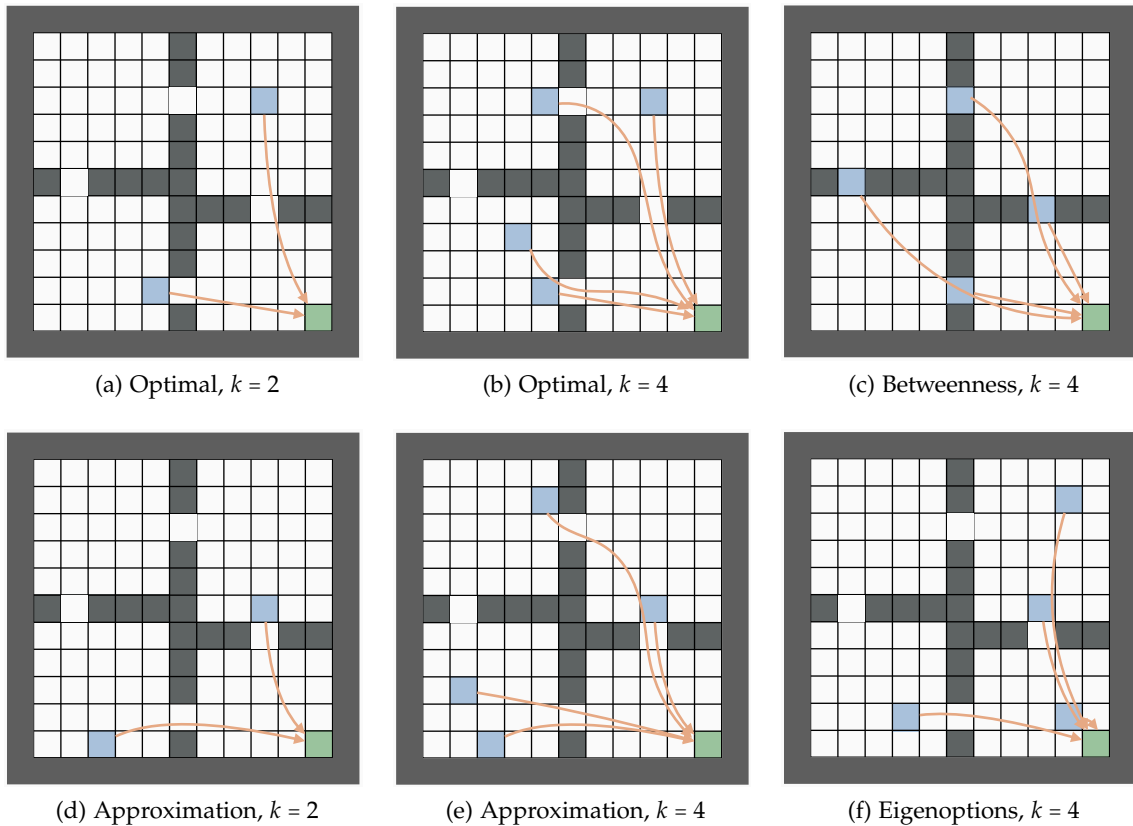 (a) Optimal, k = 2
(b) Optimal, k = 4
(c) Betweenness, k = 4
(d) Approximation, k = 2
(e) Approximation, k = 4
(f) Eigenoptions, k = 4